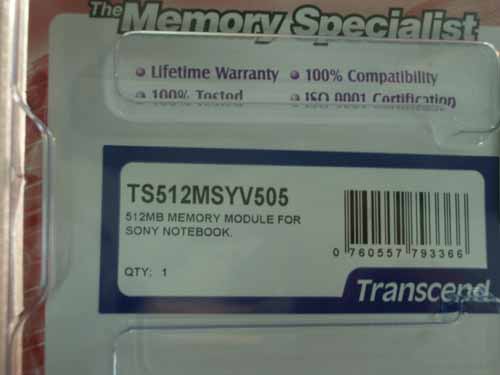 The Memory Specialist
Lifetime Warranty 100% Compatibility
100% Tested ISO 9001 Certification
TS512MSYV505
512MB MEMORY MODULE FOR
SONY NOTEBOOK.
QTY: 1
0 760557 793366
Transcend